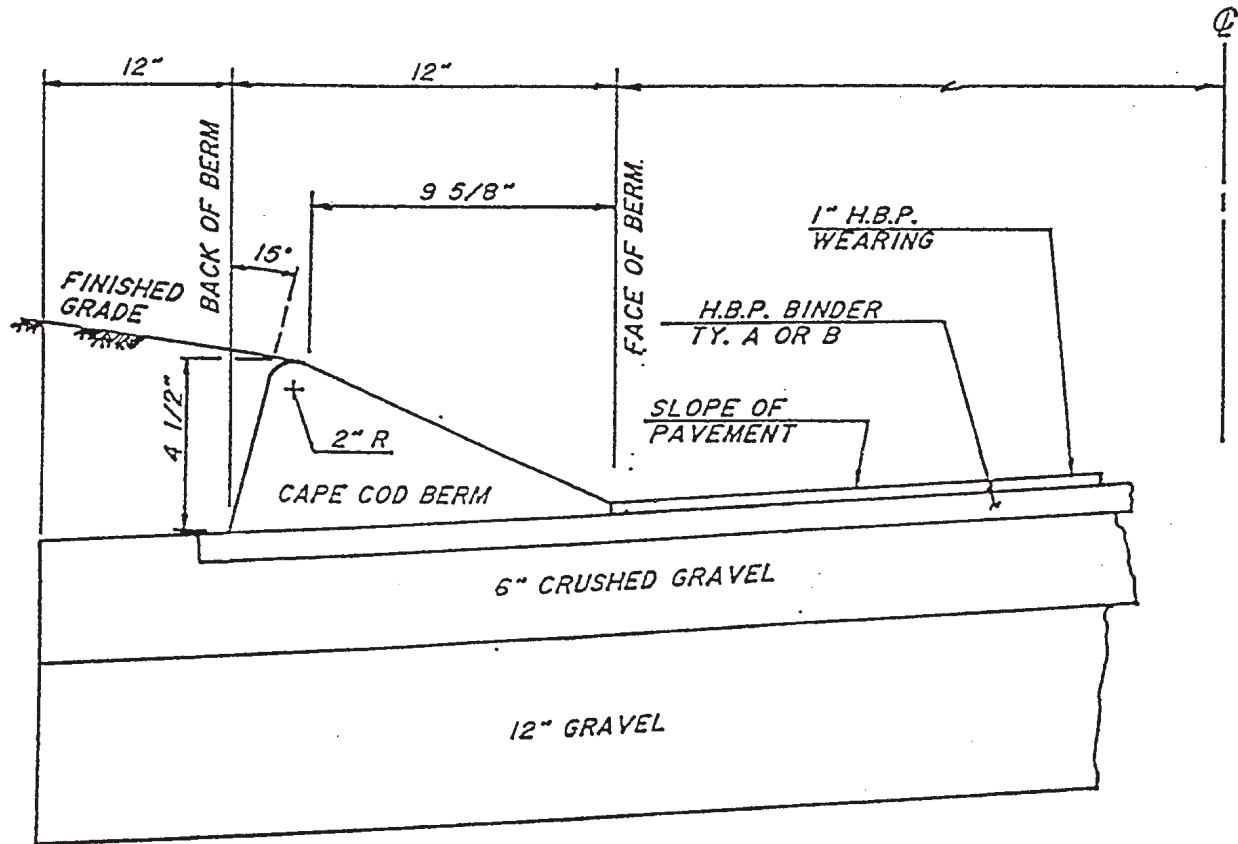 ℄
12"
12"
BACK OF BERM
9 5/8"
FACE OF BERM.
1" H.B.P.
WEARING
15°
FINISHED
GRADE
H.B.P. BINDER
TY. A OR B
4 1/2"
SLOPE OF
PAVEMENT
2" R
CAPE COD BERM
6" CRUSHED GRAVEL
12" GRAVEL